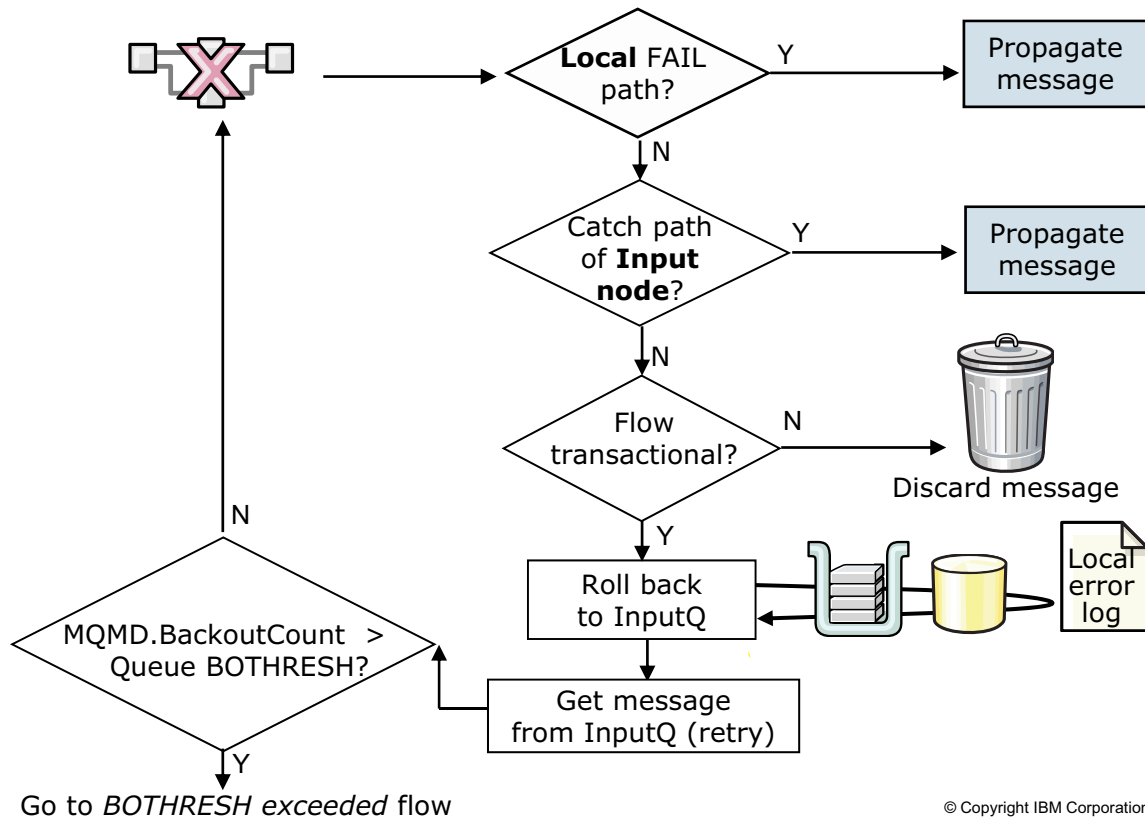 Local FAIL
path?
Y
Propagate
message
N
Catch path
of Input
node?
Y
Propagate
message
N
Flow
transactional?
N
Discard message
Y
Roll back
to InputQ
Local
error
log
Get message
from InputQ (retry)
N
MQMD.BackoutCount >
Queue BOTHRESH?
Y
Go to BOTHRESH exceeded flow
© Copyright IBM Corporation